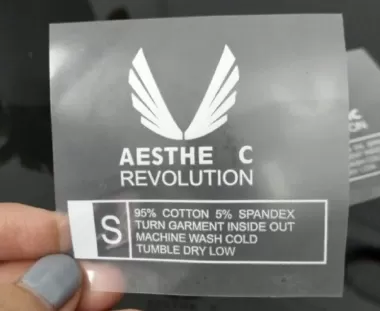 AESTHE C
REVOLUTION
S
95% COTTON 5% SPANDEX
TURN GARMENT INSIDE OUT
MACHINE WASH COLD
TUMBLE DRY LOW